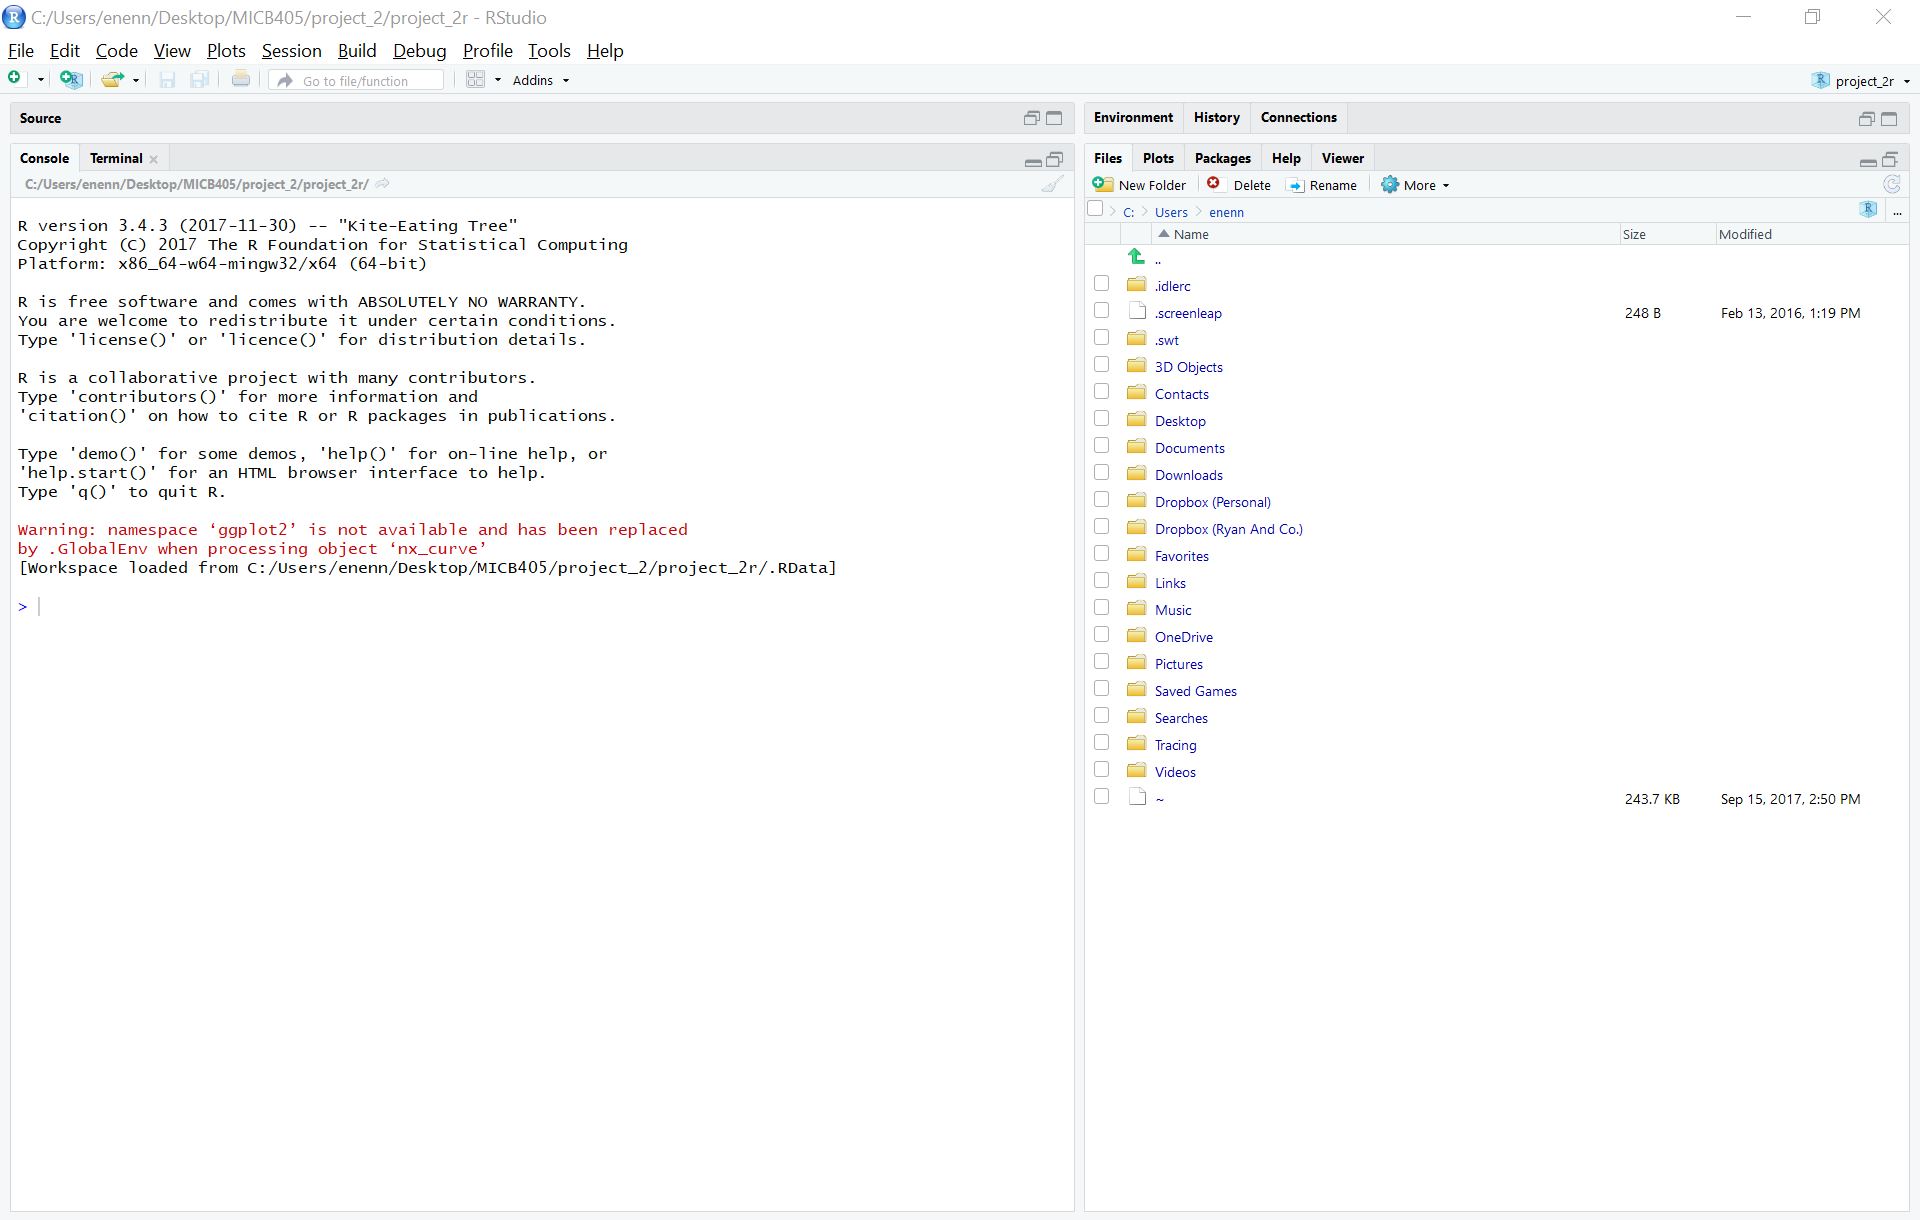 C:/Users/enenn/Desktop/MICB405/project_2/project_2r - RStudio
File Edit Code View Plots Session Build Debug Profile Tools Help
Go to file/function Addins project_2r
Source
Console Terminal
C:/Users/enenn/Desktop/MICB405/project_2/project_2r/
R version 3.4.3 (2017-11-30) -- "Kite-Eating Tree"
Copyright (C) 2017 The R Foundation for Statistical Computing
Platform: x86_64-w64-mingw32/x64 (64-bit)
R is free software and comes with ABSOLUTELY NO WARRANTY.
You are welcome to redistribute it under certain conditions.
Type 'license()' or 'licence()' for distribution details.
R is a collaborative project with many contributors.
Type 'contributors()' for more information and
'citation()' on how to cite R or R packages in publications.
Type 'demo()' for some demos, 'help()' for on-line help, or
'help.start()' for an HTML browser interface to help.
Type 'q()' to quit R.
Warning: namespace ‘ggplot2’ is not available and has been replaced
by .GlobalEnv when processing object ‘nx_curve’
[Workspace loaded from C:/Users/enenn/Desktop/MICB405/project_2/project_2r/.RData]
>
Environment History Connections
Files Plots Packages Help Viewer
New Folder Delete Rename More
C: Users enenn ...
Name Size Modified
..
.idlerc
.screenleap 248 B Feb 13, 2016, 1:19 PM
.swt
3D Objects
Contacts
Desktop
Documents
Downloads
Dropbox (Personal)
Dropbox (Ryan And Co.)
Favorites
Links
Music
OneDrive
Pictures
Saved Games
Searches
Tracing
Videos
~ 243.7 KB Sep 15, 2017, 2:50 PM